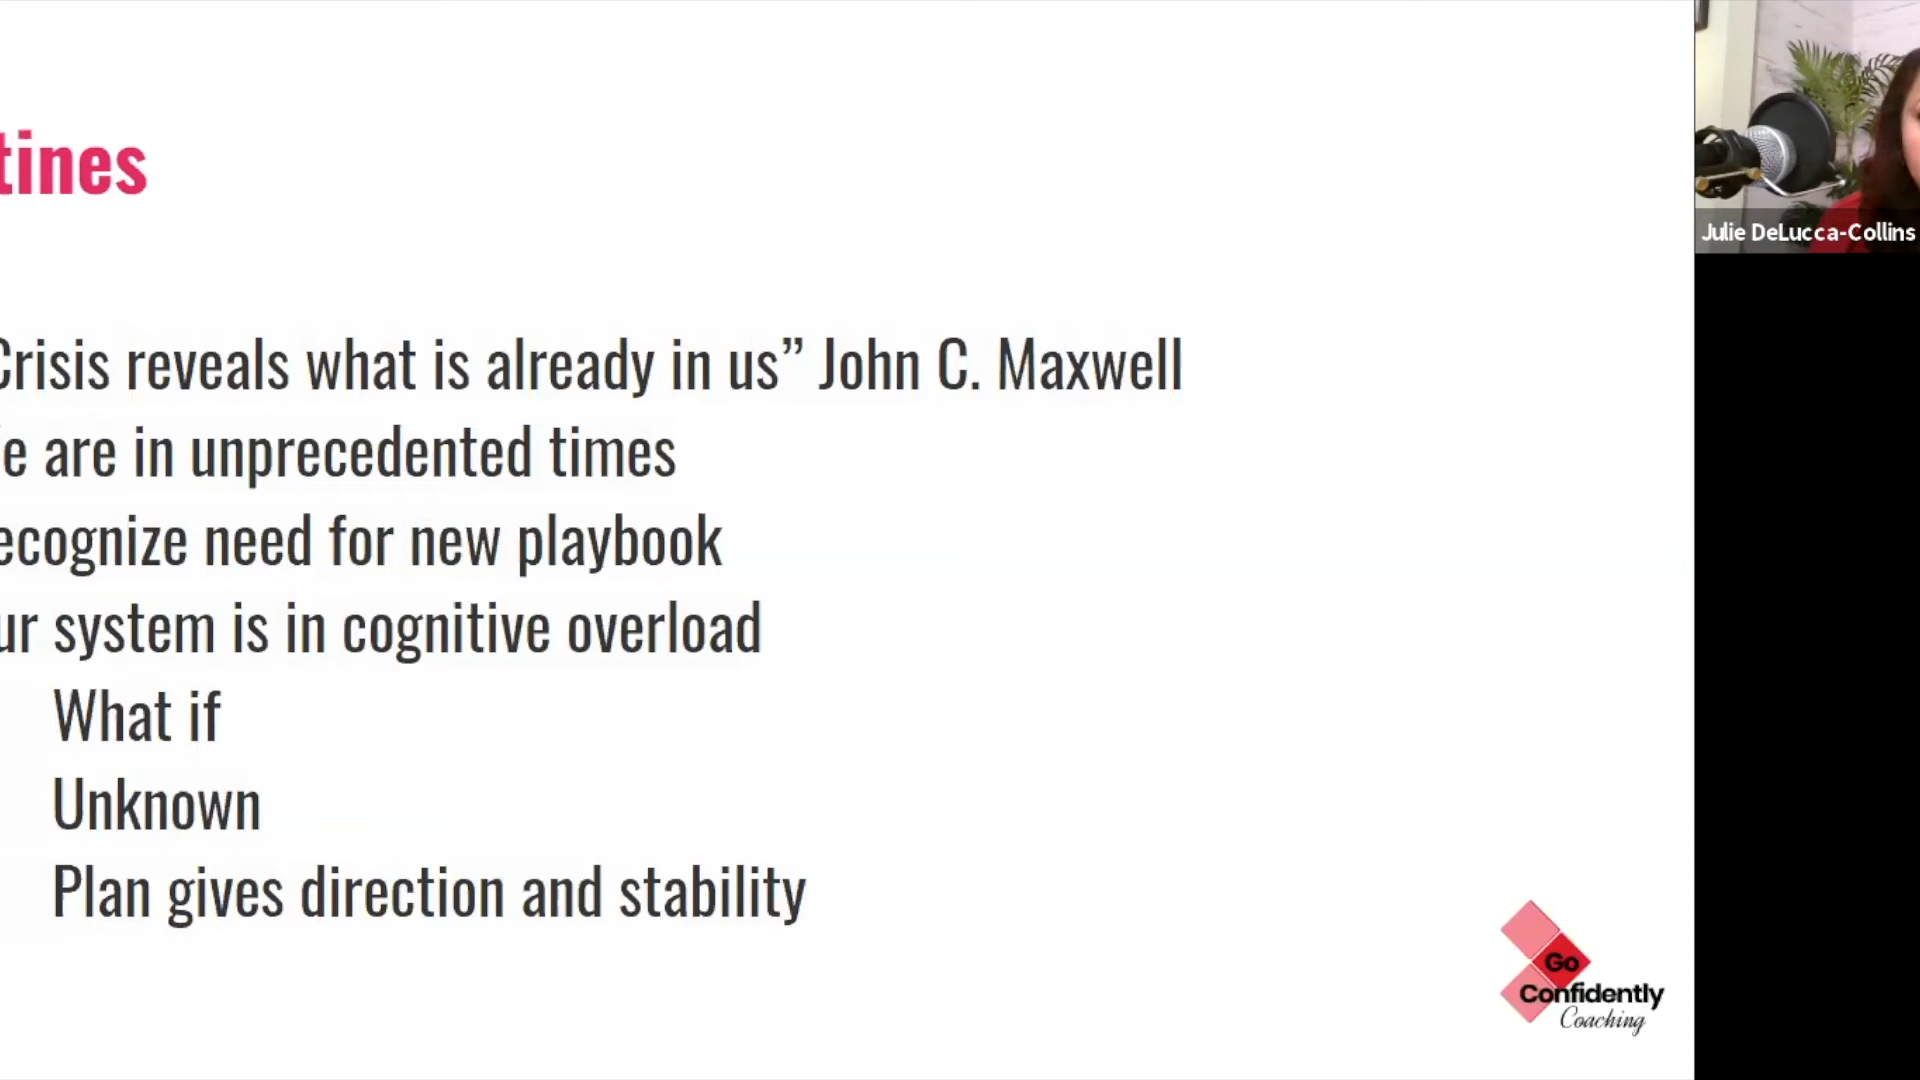 tines
Crisis reveals what is already in us” John C. Maxwell
e are in unprecedented times
ecognize need for new playbook
ur system is in cognitive overload
What if
Unknown
Plan gives direction and stability
Julie DeLucca-Collins
Go
Confidently
Coaching